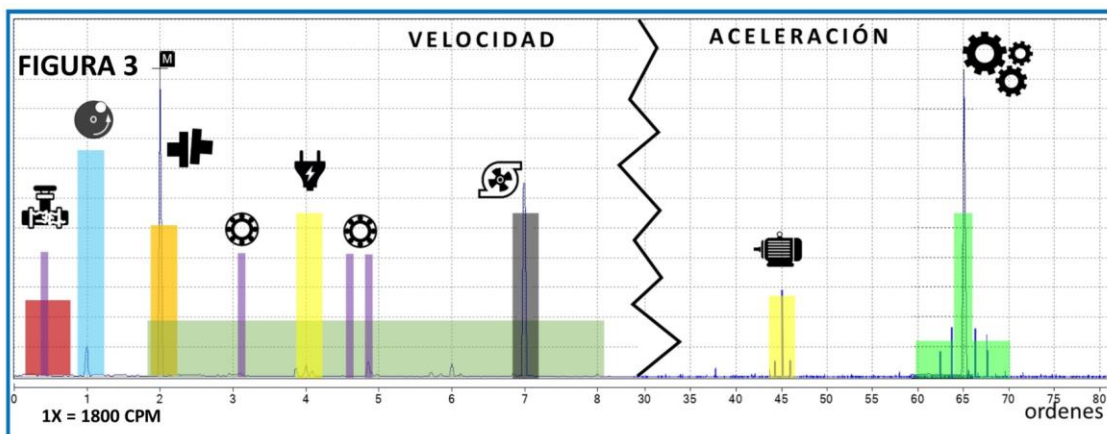 VELOCIDAD
ACELERACIÓN
FIGURA 3
M
0 1 2 3 4 5 6 7 8 30 35 40 45 50 55 60 65 70 80
1X = 1800 CPM
ordenes